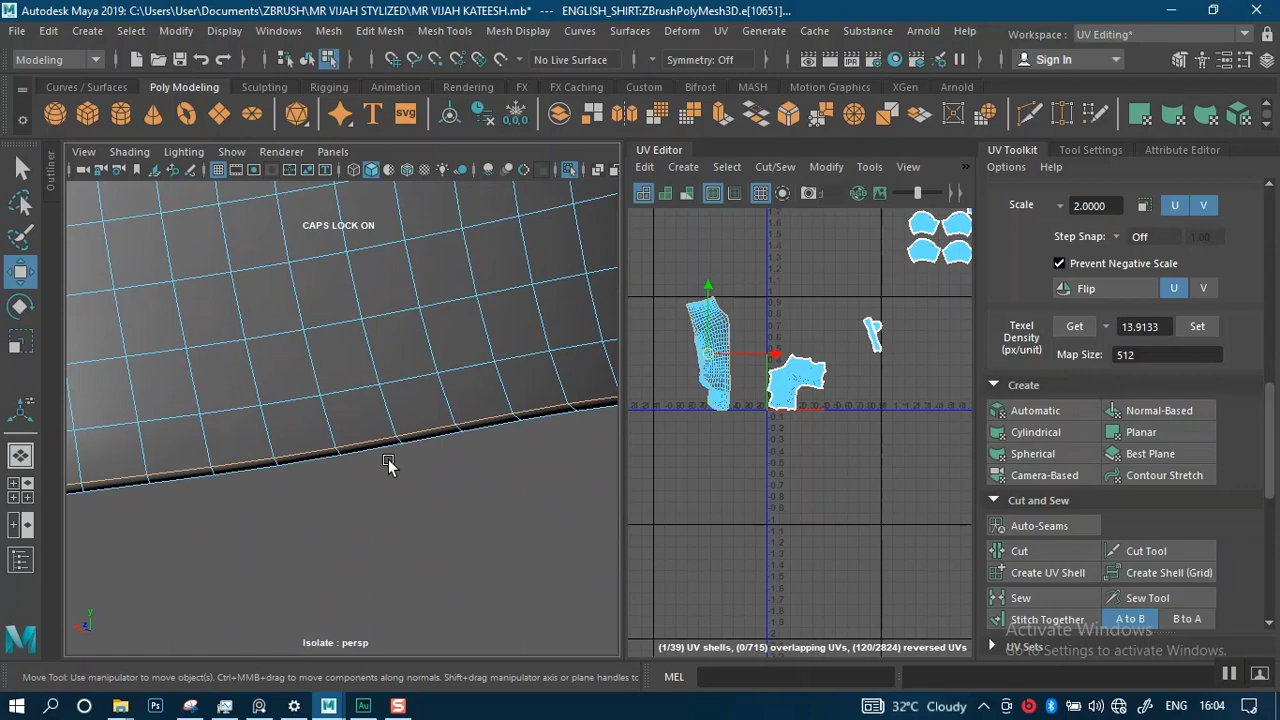 Autodesk Maya 2019: C:\Users\User\Documents\ZBRUSH\MR VIJAH STYLIZED\MR VIJAH KATEESH.mb*  ---  ENGLISH_SHIRT:ZBrushPolyMesh3D.e[10651]...
File Edit Create Select Modify Display Windows Mesh Edit Mesh Mesh Tools Mesh Display Curves Surfaces Deform UV Generate Cache Substance Arnold Help Workspace : UV Editing*
Modeling No Live Surface Symmetry: Off Sign In
Curves / Surfaces Poly Modeling Sculpting Rigging Animation Rendering FX FX Caching Custom Bifrost MASH Motion Graphics XGen Arnold
T SVG 0,0,0
Outliner
View Shading Lighting Show Renderer Panels
CAPS LOCK ON
Isolate : persp
UV Editor
Edit Create Select Cut/Sew Modify Tools View »
(1/39) UV shells, (0/715) overlapping UVs, (120/2824) reversed UVs
UV Toolkit Tool Settings Attribute Editor
Options Help
Scale 2.0000 U V
Step Snap: Off 1.00
Prevent Negative Scale
Flip U V
Texel Density (px/unit) Get 13.9133 Set
Map Size: 512
Create
Automatic Normal-Based
Cylindrical Planar
Spherical Best Plane
Camera-Based Contour Stretch
Cut and Sew
Auto-Seams
Cut Cut Tool
Create UV Shell Create Shell (Grid)
Sew Sew Tool
Stitch Together A to B B to A
UV Sets
Activate Windows
Go to Settings to activate Windows.
Move Tool: Use manipulator to move object(s). Ctrl+MMB+drag to move components along normals. Shift+drag manipulator axis or plane handles to
MEL
32°C Cloudy ENG 16:04